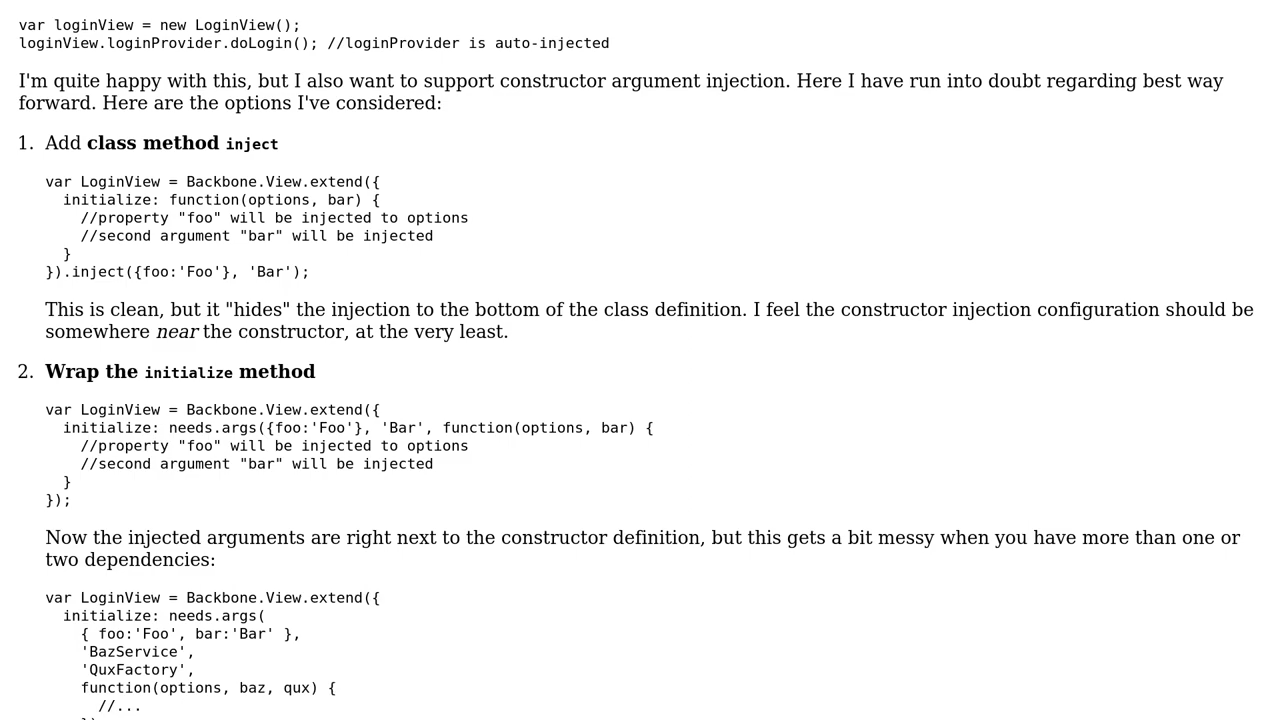 var loginView = new LoginView();
loginView.loginProvider.doLogin(); //loginProvider is auto-injected
I'm quite happy with this, but I also want to support constructor argument injection. Here I have run into doubt regarding best way
forward. Here are the options I've considered:
1. Add class method inject
var LoginView = Backbone.View.extend({
  initialize: function(options, bar) {
    //property "foo" will be injected to options
    //second argument "bar" will be injected
  }
}).inject({foo:'Foo'}, 'Bar');
This is clean, but it "hides" the injection to the bottom of the class definition. I feel the constructor injection configuration should be
somewhere near the constructor, at the very least.
2. Wrap the initialize method
var LoginView = Backbone.View.extend({
  initialize: needs.args({foo:'Foo'}, 'Bar', function(options, bar) {
    //property "foo" will be injected to options
    //second argument "bar" will be injected
  }
});
Now the injected arguments are right next to the constructor definition, but this gets a bit messy when you have more than one or
two dependencies:
var LoginView = Backbone.View.extend({
  initialize: needs.args(
    { foo:'Foo', bar:'Bar' },
    'BazService',
    'QuxFactory',
    function(options, baz, qux) {
      //...